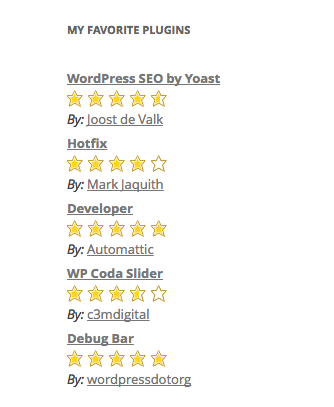 MY FAVORITE PLUGINS
WordPress SEO by Yoast
By: Joost de Valk
Hotfix
By: Mark Jaquith
Developer
By: Automattic
WP Coda Slider
By: c3mdigital
Debug Bar
By: wordpressdotorg